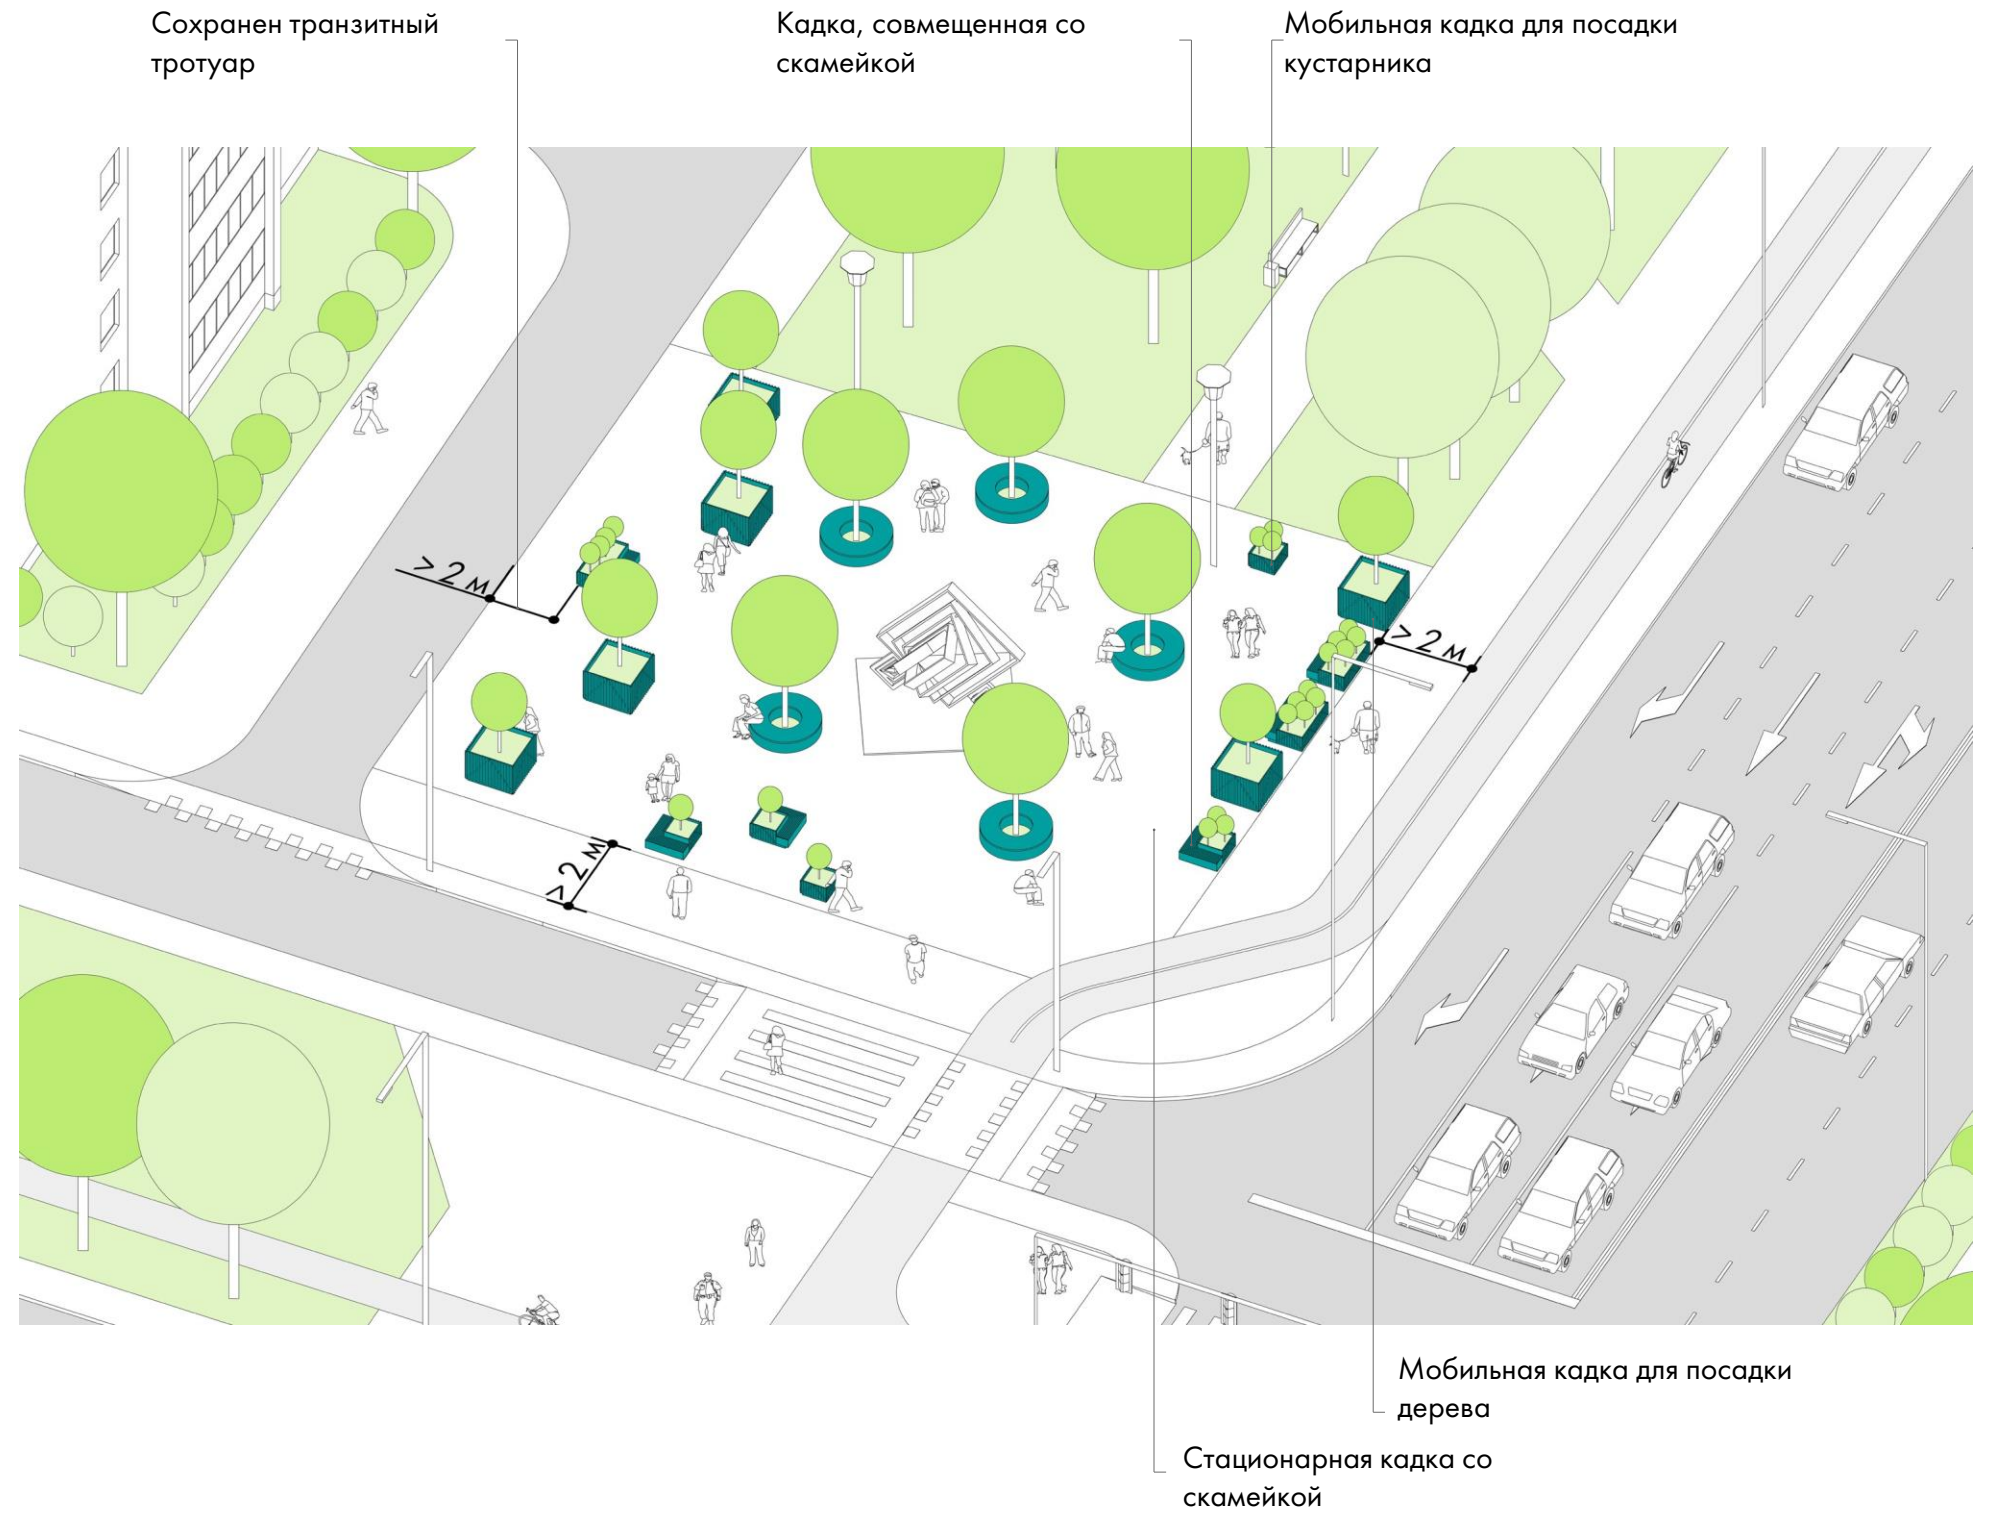 Сохранен транзитный
тротуар
Кадка, совмещенная со
скамейкой
Мобильная кадка для посадки
кустарника
> 2 м
> 2 м
> 2 м
Мобильная кадка для посадки
дерева
Стационарная кадка со
скамейкой